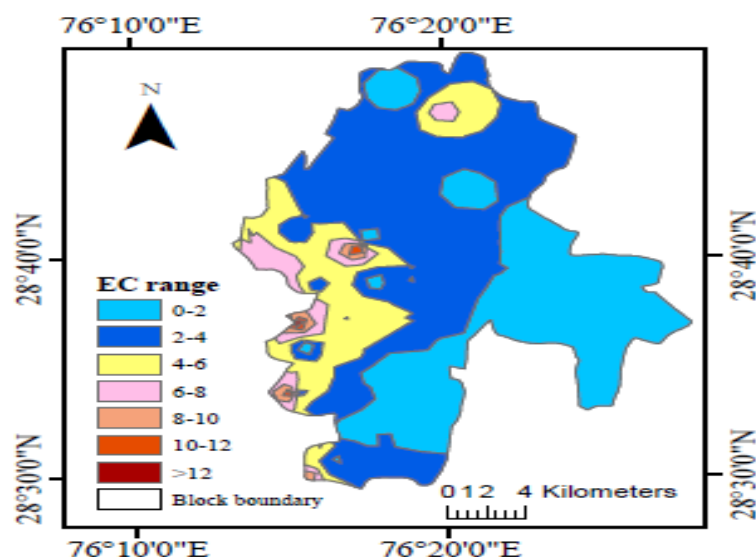 76°10'0"E 76°20'0"E
N
28°40'0"N 28°40'0"N
EC range
0-2
2-4
4-6
6-8
8-10
10-12
>12
Block boundary
0 1 2 4 Kilometers
28°30'0"N 28°30'0"N
76°10'0"E 76°20'0"E